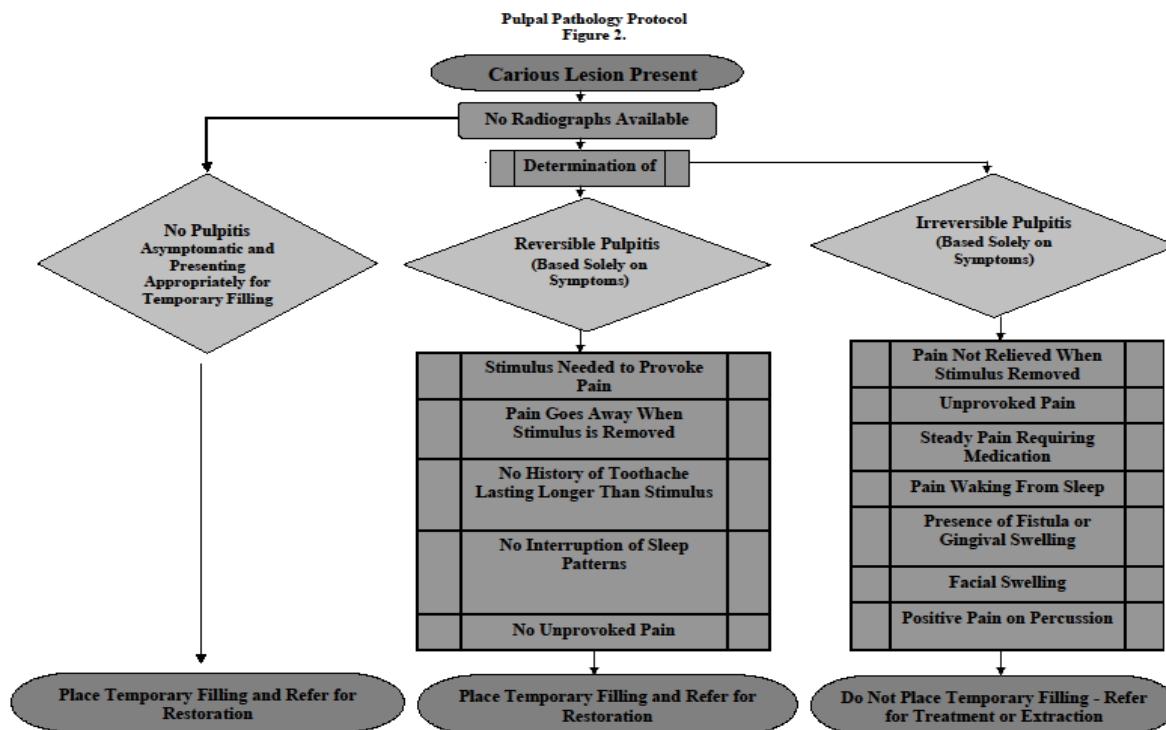 Pulpal Pathology Protocol
Figure 2.
Carious Lesion Present
No Radiographs Available
Determination of
No Pulpitis
Asymptomatic and
Presenting
Appropriately for
Temporary Filling
Reversible Pulpitis
(Based Solely on
Symptoms)
Irreversible Pulpitis
(Based Solely on
Symptoms)
Stimulus Needed to Provoke
Pain
Pain Goes Away When
Stimulus is Removed
No History of Toothache
Lasting Longer Than Stimulus
No Interruption of Sleep
Patterns
No Unprovoked Pain
Pain Not Relieved When
Stimulus Removed
Unprovoked Pain
Steady Pain Requiring
Medication
Pain Waking From Sleep
Presence of Fistula or
Gingival Swelling
Facial Swelling
Positive Pain on Percussion
Place Temporary Filling and Refer for
Restoration
Place Temporary Filling and Refer for
Restoration
Do Not Place Temporary Filling - Refer
for Treatment or Extraction